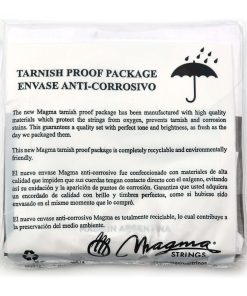 TARNISH PROOF PACKAGE
ENVASE ANTI-CORROSIVO
The new Magma tarnish proof package has been manufactured with high quality
materials which protect the strings from oxygen, prevents tarnish and corrosion
stains. This guarantees a quality set with perfect tone and brightness, as fresh as the
day we packaged them.
This new Magma tarnish proof package is completely recyclable and environmentally
friendly.
El nuevo envase Magma anti-corrosivo fue confeccionado con materiales de alta
calidad que impiden que sus cuerdas tengan contacto directo con el oxígeno, evitando
así su oxidación y la aparición de puntos de corrosión. Garantiza que usted adquiera
un encordado de calidad con brillo y timbre perfectos, como si hubiese sido
envasado en el mismo momento que lo compró.
El nuevo envase anti-corrosivo Magma es totalmente reciclable, lo cual contribuye a
la preservación del medio ambiente.
Magma
STRINGS